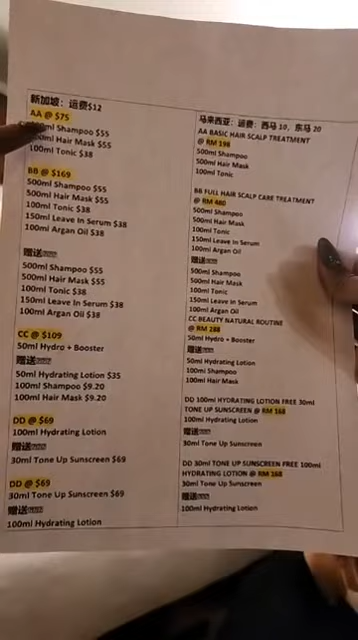 新加坡：运费$12
AA @ $75
500ml Shampoo $55
500ml Hair Mask $55
100ml Tonic $38
BB @ $169
500ml Shampoo $55
500ml Hair Mask $55
100ml Tonic $38
150ml Leave In Serum $38
100ml Argan Oil $38
赠送
500ml Shampoo $55
500ml Hair Mask $55
100ml Tonic $38
150ml Leave In Serum $38
100ml Argan Oil $38
CC @ $109
50ml Hydro + Booster
赠送
50ml Hydrating Lotion $35
100ml Shampoo $9.20
100ml Hair Mask $9.20
DD @ $69
100ml Hydrating Lotion
赠送
30ml Tone Up Sunscreen $69
DD @ $69
30ml Tone Up Sunscreen $69
赠送
100ml Hydrating Lotion
马来西亚：运费：西马 10，东马 20
AA BASIC HAIR SCALP TREATMENT
@ RM 198
500ml Shampoo
500ml Hair Mask
100ml Tonic
BB FULL HAIR SCALP CARE TREATMENT
@ RM 480
500ml Shampoo
500ml Hair Mask
100ml Tonic
150ml Leave In Serum
100ml Argan Oil
赠送
500ml Shampoo
500ml Hair Mask
100ml Tonic
150ml Leave In Serum
100ml Argan Oil
CC BEAUTY NATURAL ROUTINE
@ RM 288
50ml Hydro + Booster
赠送
50ml Hydrating Lotion
100ml Shampoo
100ml Hair Mask
DD 100ml HYDRATING LOTION FREE 30ml
TONE UP SUNSCREEN @ RM 168
100ml Hydrating Lotion
赠送
30ml Tone Up Sunscreen
DD 30ml TONE UP SUNSCREEN FREE 100ml
HYDRATING LOTION @ RM 168
30ml Tone Up Sunscreen
赠送
100ml Hydrating Lotion